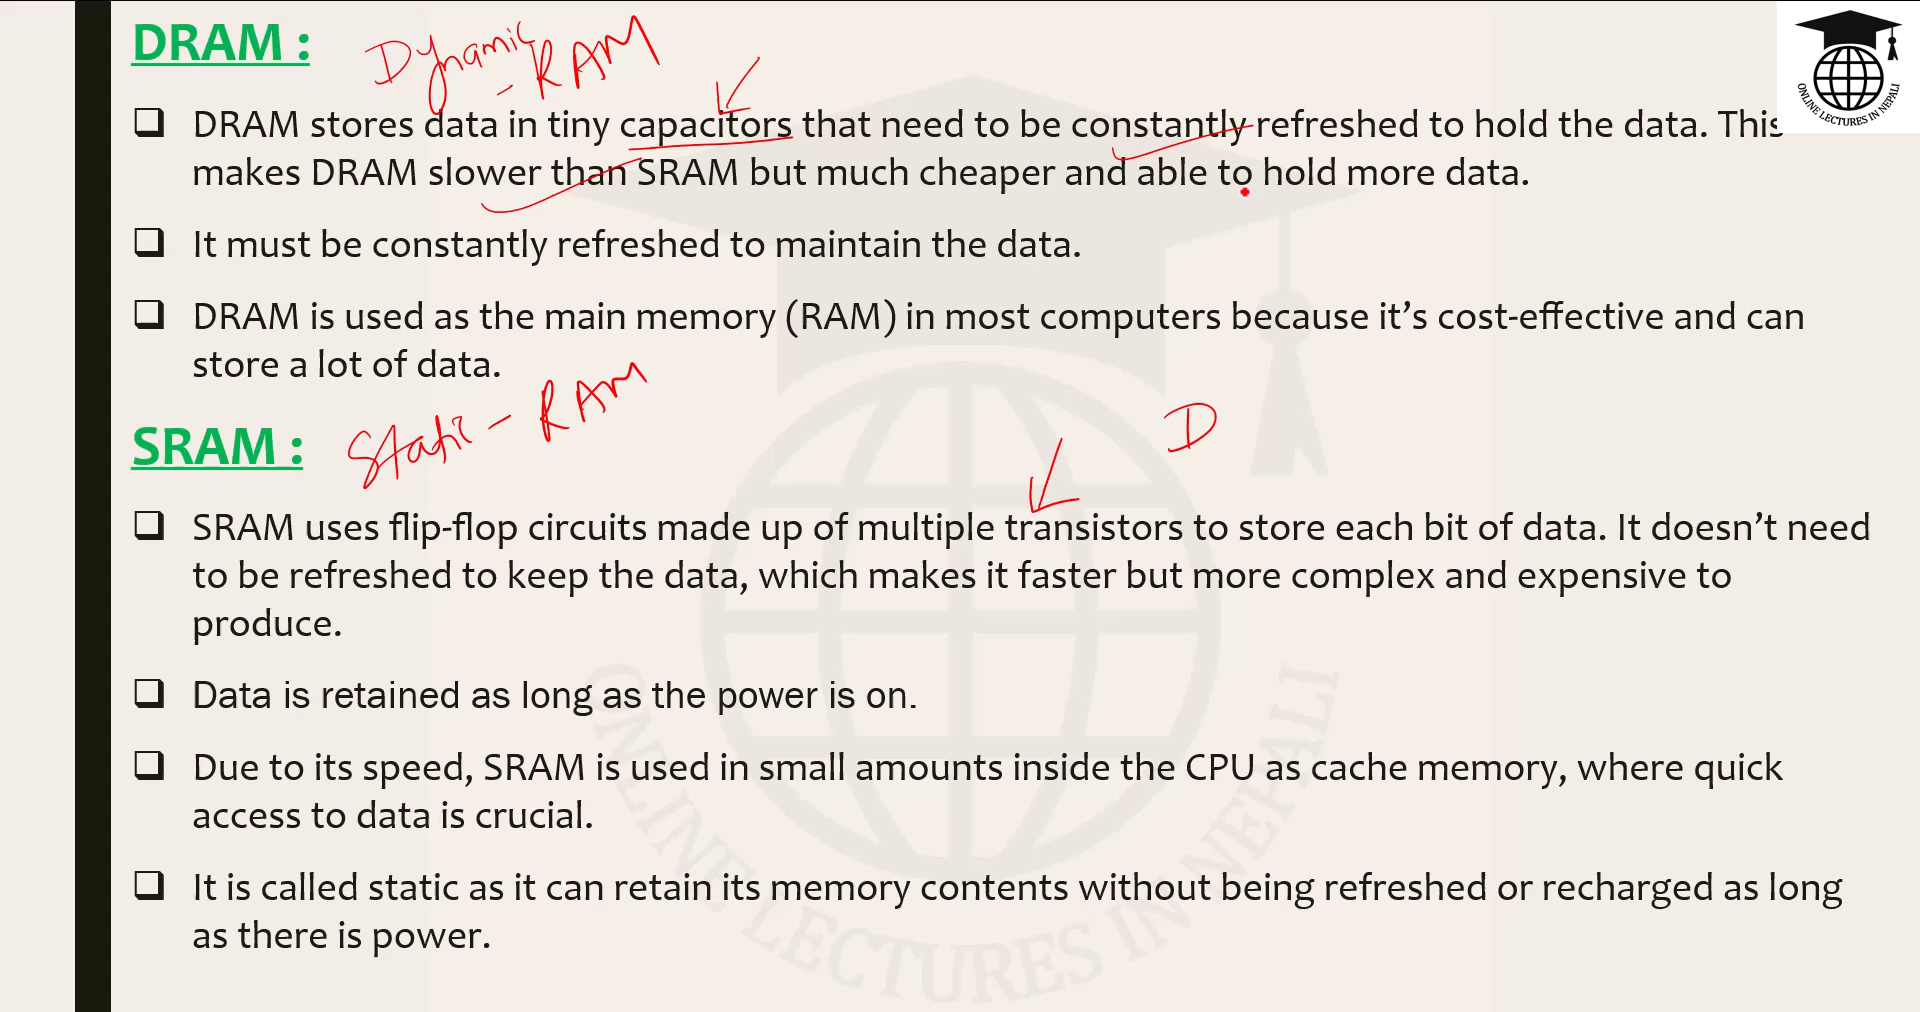 DRAM :
Dynamic - RAM
DRAM stores data in tiny capacitors that need to be constantly refreshed to hold the data. This
makes DRAM slower than SRAM but much cheaper and able to hold more data.
It must be constantly refreshed to maintain the data.
DRAM is used as the main memory (RAM) in most computers because it’s cost-effective and can
store a lot of data.
SRAM :
Static - RAM
D
SRAM uses flip-flop circuits made up of multiple transistors to store each bit of data. It doesn’t need
to be refreshed to keep the data, which makes it faster but more complex and expensive to
produce.
Data is retained as long as the power is on.
Due to its speed, SRAM is used in small amounts inside the CPU as cache memory, where quick
access to data is crucial.
It is called static as it can retain its memory contents without being refreshed or recharged as long
as there is power.
ONLINE LECTURES IN NEPALI
ONLINE LECTURES IN NEPALI